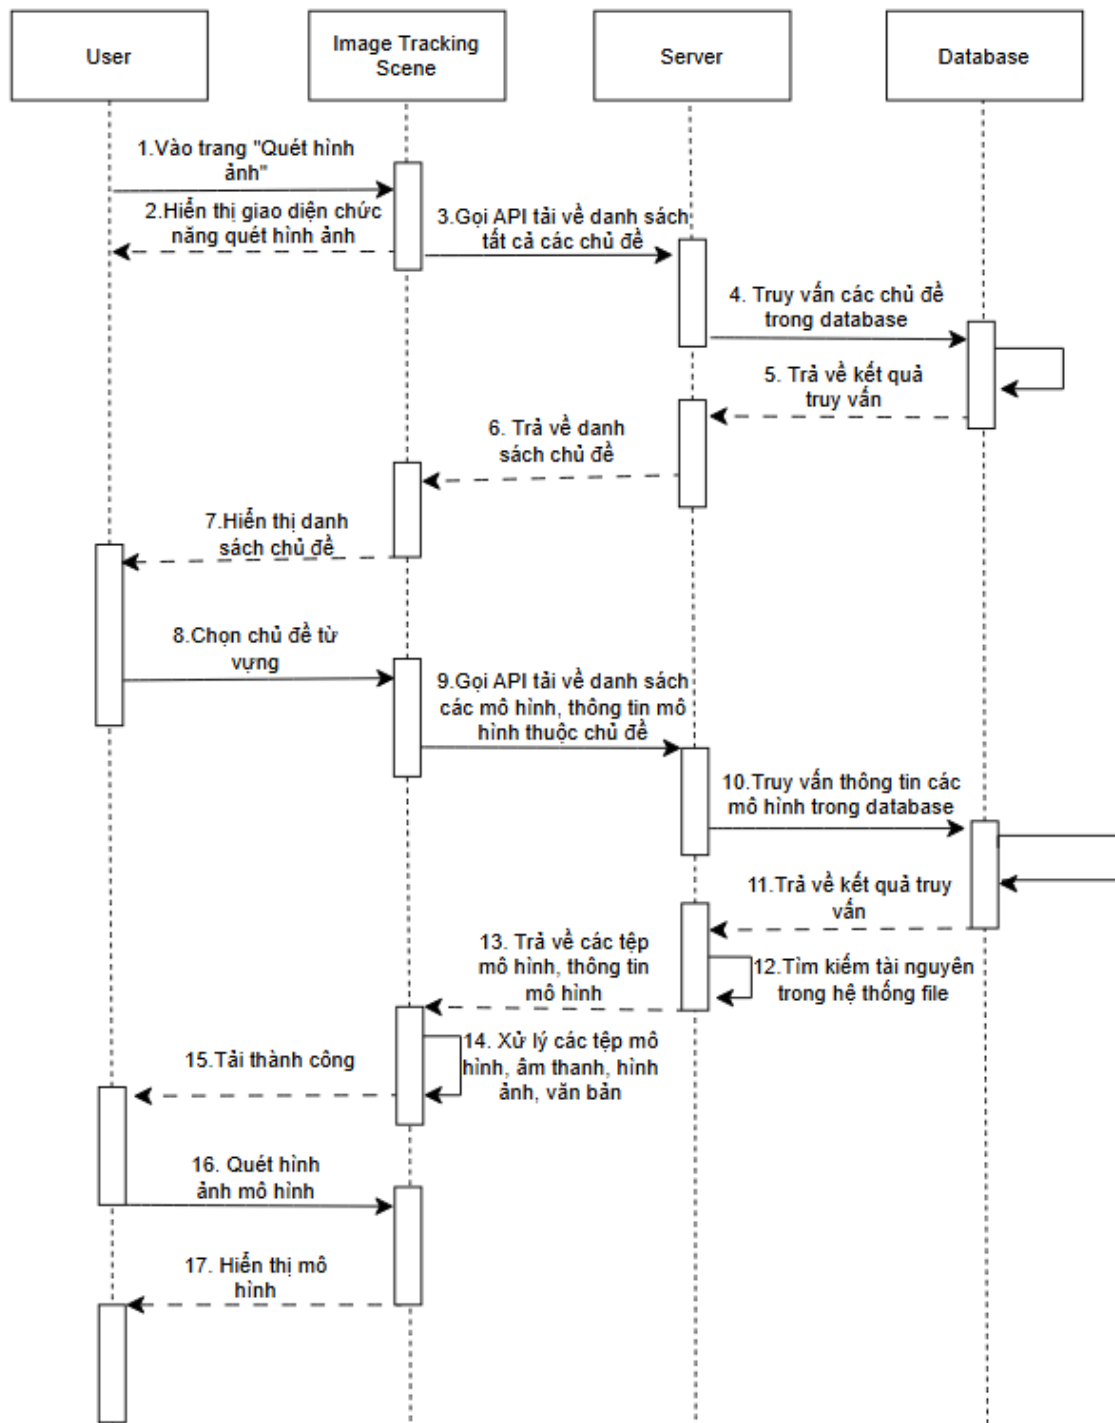 User
Image Tracking
Scene
Server
Database
1.Vào trang "Quét hình
ảnh"
2.Hiển thị giao diện chức
năng quét hình ảnh
3.Gọi API tải về danh sách
tất cả các chủ đề
4. Truy vấn các chủ đề
trong database
5. Trả về kết quả
truy vấn
6. Trả về danh
sách chủ đề
7.Hiển thị danh
sách chủ đề
8.Chọn chủ đề từ
vựng
9.Gọi API tải về danh sách
các mô hình, thông tin mô
hình thuộc chủ đề
10.Truy vấn thông tin các
mô hình trong database
11.Trả về kết quả truy
vấn
12.Tìm kiếm tài nguyên
trong hệ thống file
13. Trả về các tệp
mô hình, thông tin
mô hình
14. Xử lý các tệp mô
hình, âm thanh, hình
ảnh, văn bản
15.Tải thành công
16. Quét hình
ảnh mô hình
17. Hiển thị mô
hình